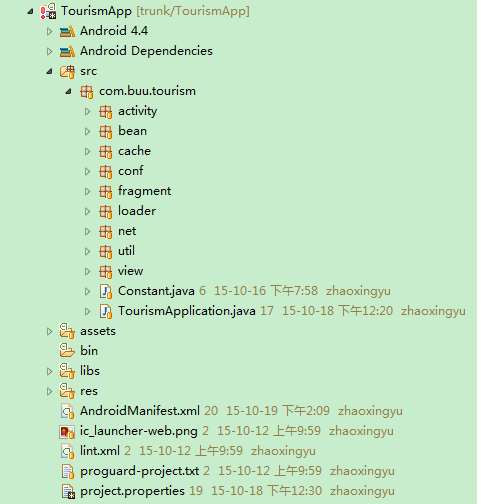 TourismApp [trunk/TourismApp]
Android 4.4
Android Dependencies
src
com.buu.tourism
activity
bean
cache
conf
fragment
loader
net
util
view
Constant.java 6 15-10-16 下午7:58 zhaoxingyu
TourismApplication.java 17 15-10-18 下午12:20 zhaoxingyu
assets
bin
libs
res
AndroidManifest.xml 20 15-10-19 下午2:09 zhaoxingyu
ic_launcher-web.png 2 15-10-12 上午9:59 zhaoxingyu
lint.xml 2 15-10-12 上午9:59 zhaoxingyu
proguard-project.txt 2 15-10-12 上午9:59 zhaoxingyu
project.properties 19 15-10-18 下午12:30 zhaoxingyu